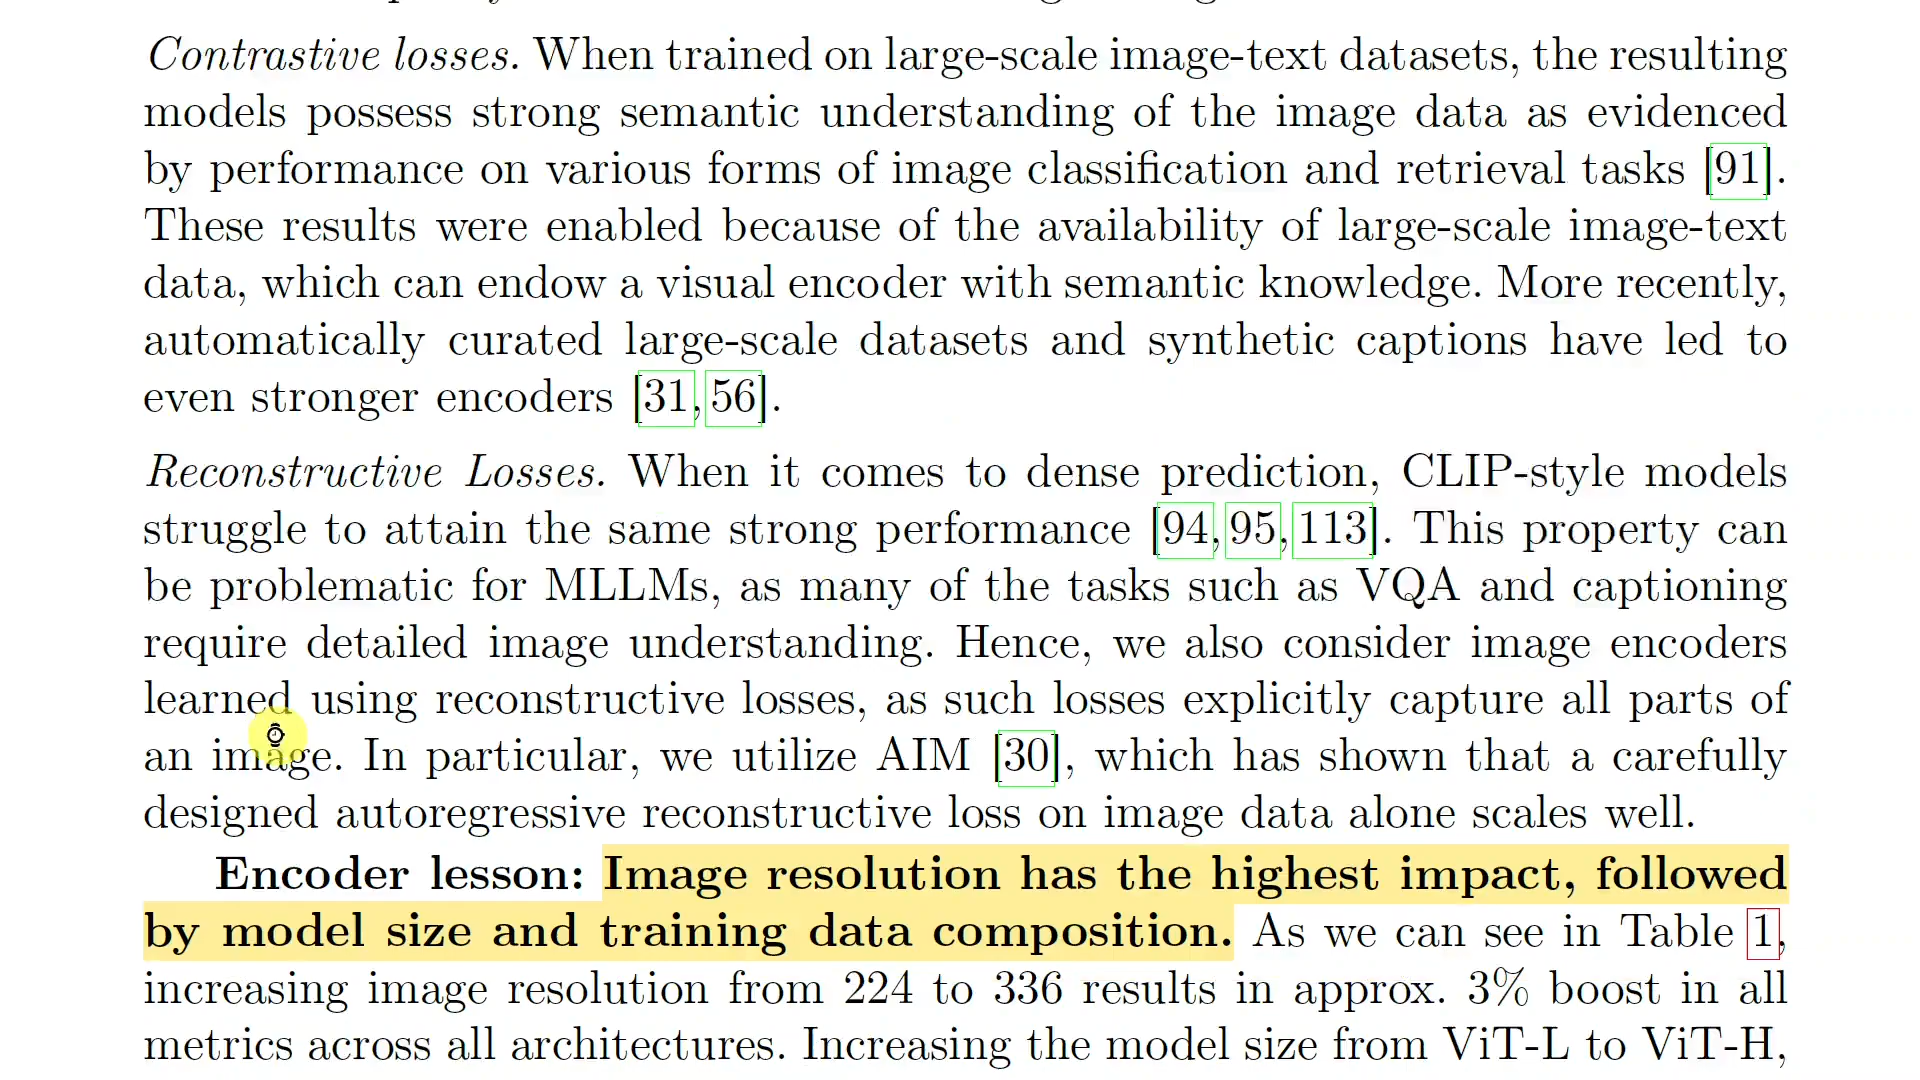 Contrastive losses. When trained on large-scale image-text datasets, the resulting
models possess strong semantic understanding of the image data as evidenced
by performance on various forms of image classification and retrieval tasks [91].
These results were enabled because of the availability of large-scale image-text
data, which can endow a visual encoder with semantic knowledge. More recently,
automatically curated large-scale datasets and synthetic captions have led to
even stronger encoders [31,56].
Reconstructive Losses. When it comes to dense prediction, CLIP-style models
struggle to attain the same strong performance [94,95,113]. This property can
be problematic for MLLMs, as many of the tasks such as VQA and captioning
require detailed image understanding. Hence, we also consider image encoders
learned using reconstructive losses, as such losses explicitly capture all parts of
an image. In particular, we utilize AIM [30], which has shown that a carefully
designed autoregressive reconstructive loss on image data alone scales well.
Encoder lesson: Image resolution has the highest impact, followed
by model size and training data composition. As we can see in Table 1,
increasing image resolution from 224 to 336 results in approx. 3% boost in all
metrics across all architectures. Increasing the model size from ViT-L to ViT-H,